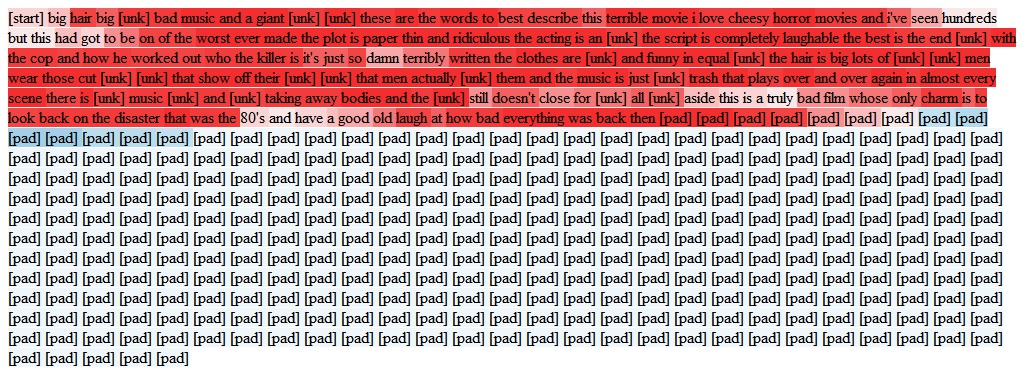 [start] big hair big [unk] bad music and a giant [unk] [unk] these are the words to best describe this terrible movie i love cheesy horror movies and i've seen hundreds
but this had got to be on of the worst ever made the plot is paper thin and ridiculous the acting is an [unk] the script is completely laughable the best is the end [unk] with
the cop and how he worked out who the killer is it's just so damn terribly written the clothes are [unk] and funny in equal [unk] the hair is big lots of [unk] [unk] men
wear those cut [unk] [unk] that show off their [unk] [unk] that men actually [unk] them and the music is just [unk] trash that plays over and over again in almost every
scene there is [unk] music [unk] and [unk] taking away bodies and the [unk] still doesn't close for [unk] all [unk] aside this is a truly bad film whose only charm is to
look back on the disaster that was the 80's and have a good old laugh at how bad everything was back then [pad] [pad] [pad] [pad] [pad] [pad] [pad] [pad] [pad]
[pad] [pad] [pad] [pad] [pad] [pad] [pad] [pad] [pad] [pad] [pad] [pad] [pad] [pad] [pad] [pad] [pad] [pad] [pad] [pad] [pad] [pad] [pad] [pad] [pad] [pad] [pad]
[pad] [pad] [pad] [pad] [pad] [pad] [pad] [pad] [pad] [pad] [pad] [pad] [pad] [pad] [pad] [pad] [pad] [pad] [pad] [pad] [pad] [pad] [pad] [pad] [pad] [pad] [pad]
[pad] [pad] [pad] [pad] [pad] [pad] [pad] [pad] [pad] [pad] [pad] [pad] [pad] [pad] [pad] [pad] [pad] [pad] [pad] [pad] [pad] [pad] [pad] [pad] [pad] [pad] [pad]
[pad] [pad] [pad] [pad] [pad] [pad] [pad] [pad] [pad] [pad] [pad] [pad] [pad] [pad] [pad] [pad] [pad] [pad] [pad] [pad] [pad] [pad] [pad] [pad] [pad] [pad] [pad]
[pad] [pad] [pad] [pad] [pad] [pad] [pad] [pad] [pad] [pad] [pad] [pad] [pad] [pad] [pad] [pad] [pad] [pad] [pad] [pad] [pad] [pad] [pad] [pad] [pad] [pad] [pad]
[pad] [pad] [pad] [pad] [pad] [pad] [pad] [pad] [pad] [pad] [pad] [pad] [pad] [pad] [pad] [pad] [pad] [pad] [pad] [pad] [pad] [pad] [pad] [pad] [pad] [pad] [pad]
[pad] [pad] [pad] [pad] [pad] [pad] [pad] [pad] [pad] [pad] [pad] [pad] [pad] [pad] [pad] [pad] [pad] [pad] [pad] [pad] [pad] [pad] [pad] [pad] [pad] [pad] [pad]
[pad] [pad] [pad] [pad] [pad] [pad] [pad] [pad] [pad] [pad] [pad] [pad] [pad] [pad] [pad] [pad] [pad] [pad] [pad] [pad] [pad] [pad] [pad] [pad] [pad] [pad] [pad]
[pad] [pad] [pad] [pad] [pad] [pad] [pad] [pad] [pad] [pad] [pad] [pad] [pad] [pad] [pad] [pad] [pad] [pad] [pad] [pad] [pad] [pad] [pad] [pad] [pad] [pad] [pad]
[pad] [pad] [pad] [pad] [pad] [pad] [pad] [pad] [pad] [pad] [pad] [pad] [pad] [pad] [pad] [pad] [pad] [pad] [pad] [pad] [pad] [pad] [pad] [pad] [pad] [pad] [pad]
[pad] [pad] [pad] [pad] [pad] [pad] [pad] [pad] [pad] [pad] [pad] [pad] [pad] [pad] [pad] [pad] [pad] [pad] [pad] [pad] [pad] [pad] [pad] [pad] [pad] [pad] [pad]
[pad] [pad] [pad] [pad] [pad]